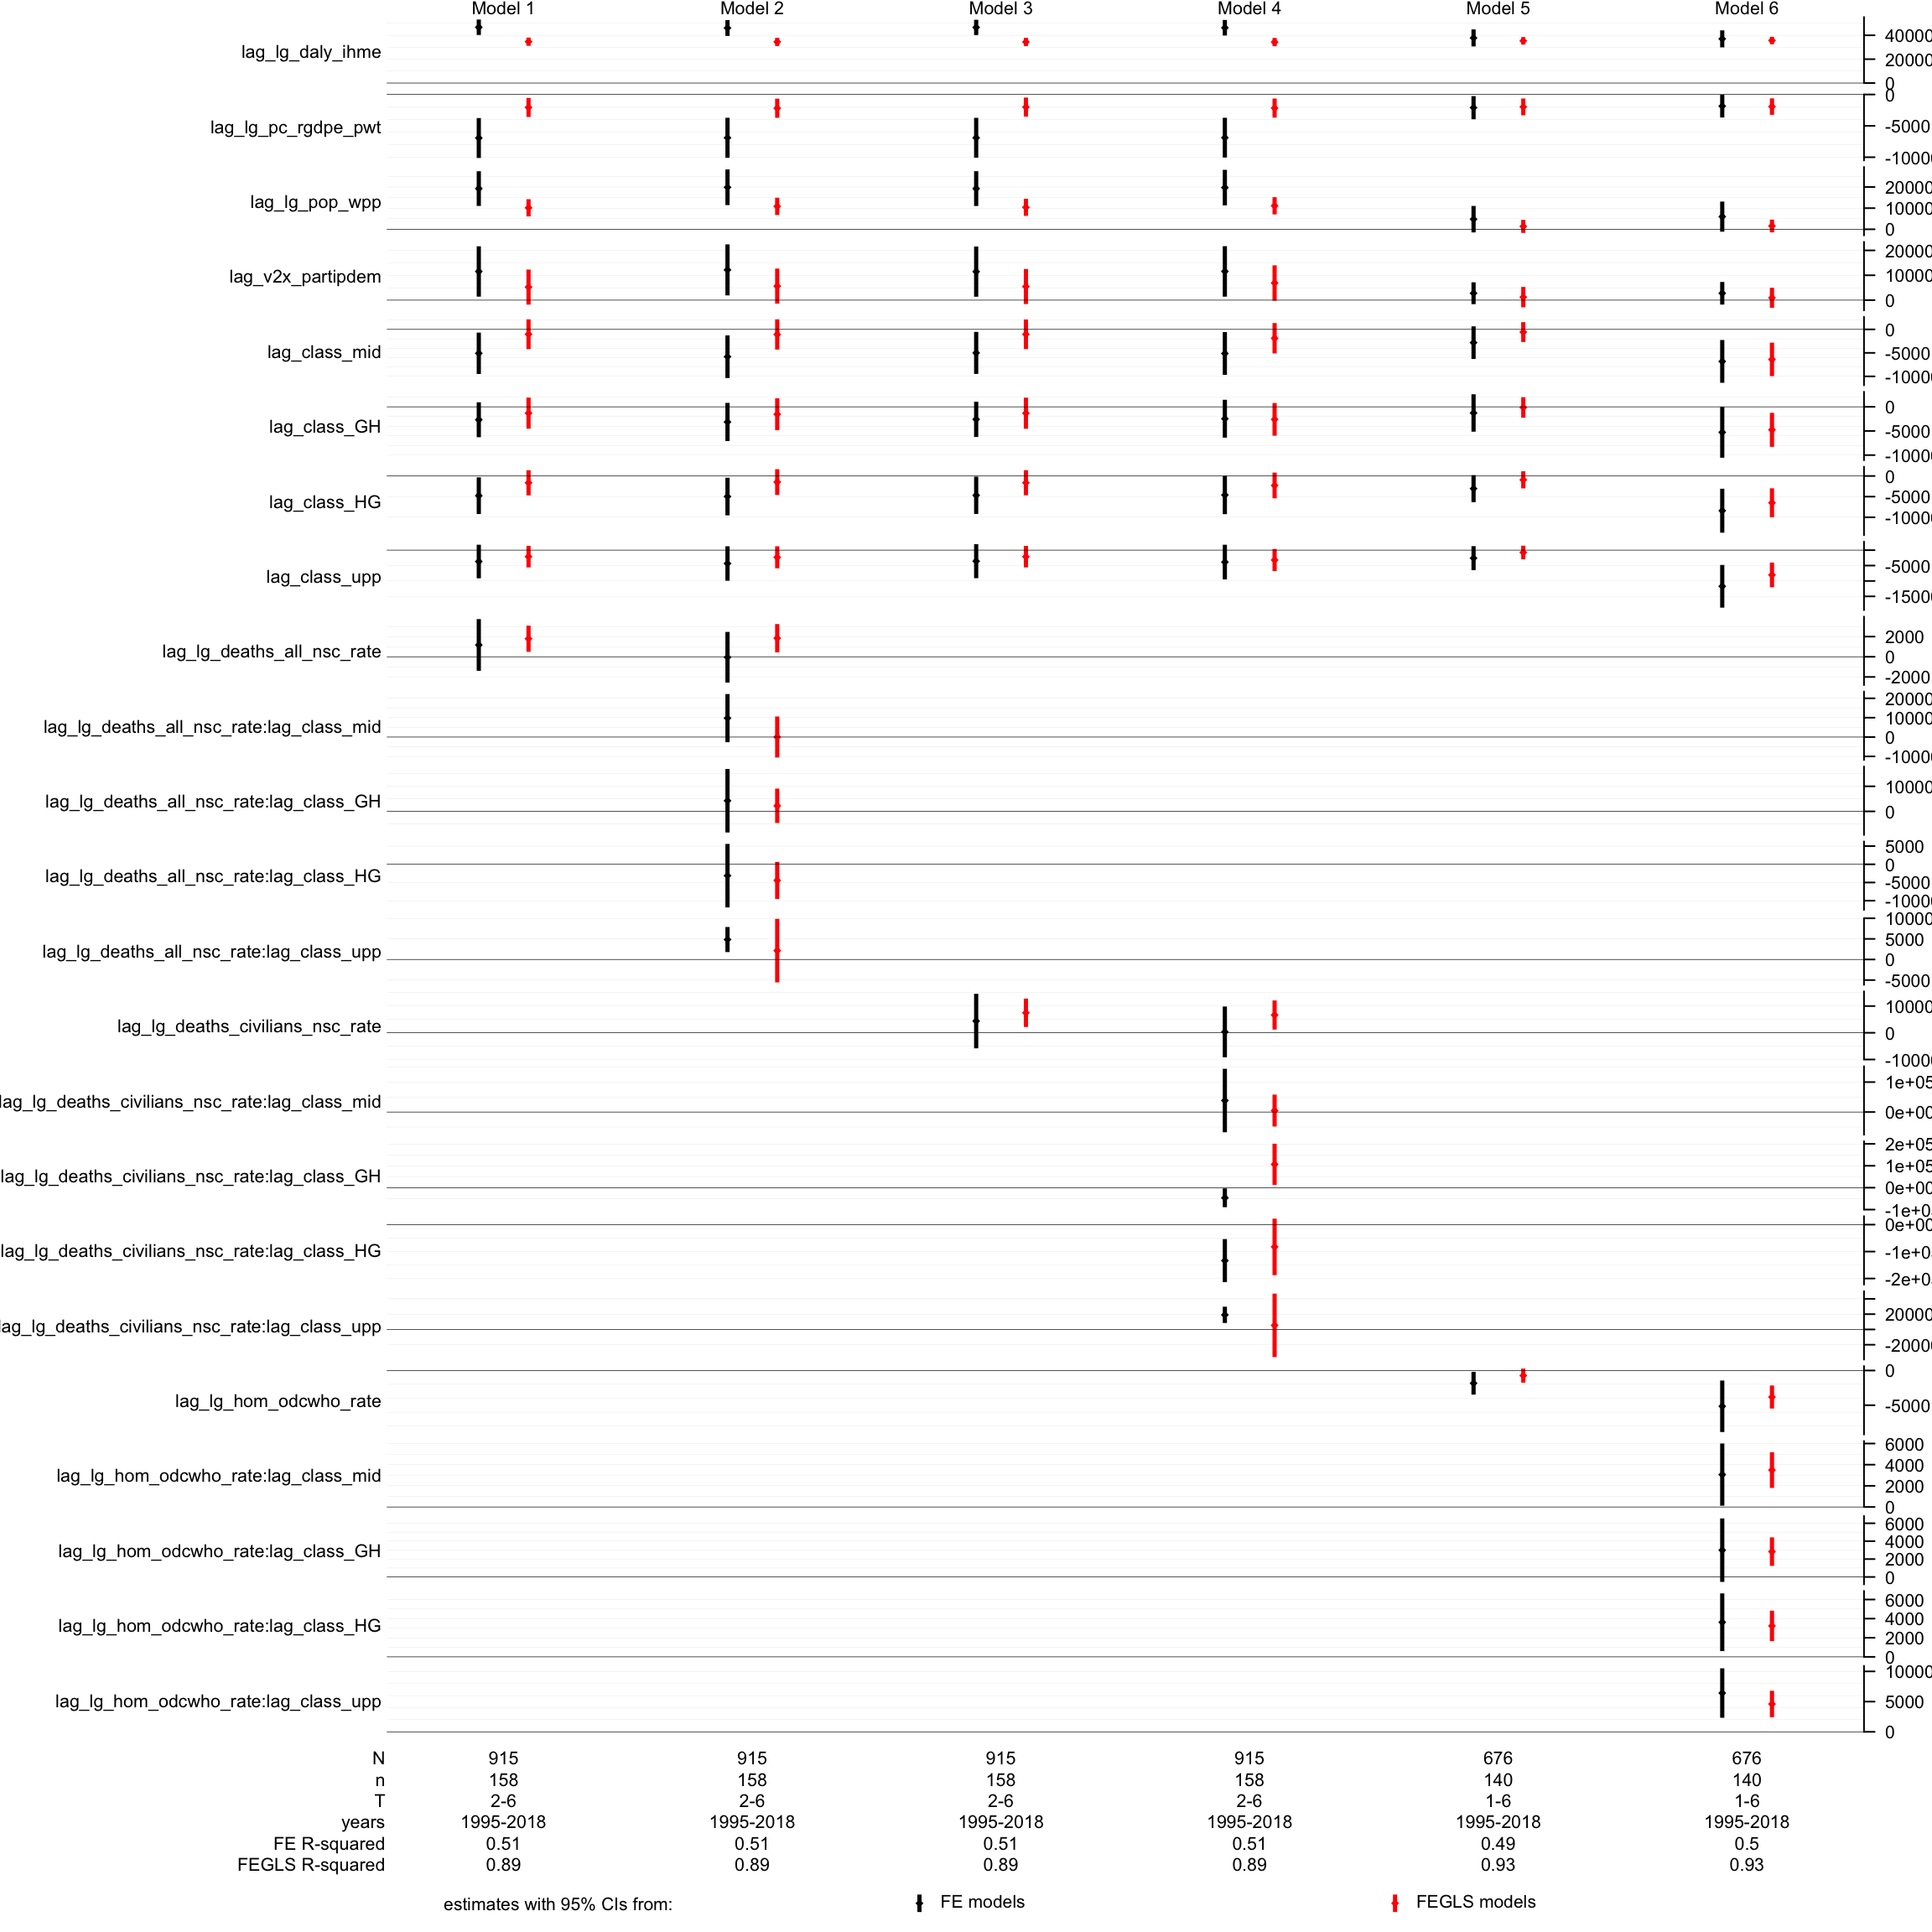 Model 1 Model 2 Model 3 Model 4 Model 5 Model 6
lag_lg_daly_ihme
40000
20000
0
lag_lg_pc_rgdpe_pwt
0
-5000
-1000
lag_lg_pop_wpp
20000
10000
0
lag_v2x_partipdem
20000
10000
0
lag_class_mid
0
-5000
-1000
lag_class_GH
0
-5000
-1000
lag_class_HG
0
-5000
-1000
lag_class_upp
-5000
-1500
lag_lg_deaths_all_nsc_rate
2000
0
-2000
lag_lg_deaths_all_nsc_rate:lag_class_mid
20000
10000
0
-1000
lag_lg_deaths_all_nsc_rate:lag_class_GH
10000
0
lag_lg_deaths_all_nsc_rate:lag_class_HG
5000
0
-5000
-1000
lag_lg_deaths_all_nsc_rate:lag_class_upp
10000
5000
0
-5000
lag_lg_deaths_civilians_nsc_rate
10000
0
-1000
lag_lg_deaths_civilians_nsc_rate:lag_class_mid
1e+05
0e+00
lag_lg_deaths_civilians_nsc_rate:lag_class_GH
2e+05
1e+05
0e+00
-1e+0
lag_lg_deaths_civilians_nsc_rate:lag_class_HG
0e+00
-1e+0
-2e+0
lag_lg_deaths_civilians_nsc_rate:lag_class_upp
20000
-2000
lag_lg_hom_odcwho_rate
0
-5000
lag_lg_hom_odcwho_rate:lag_class_mid
6000
4000
2000
0
lag_lg_hom_odcwho_rate:lag_class_GH
6000
4000
2000
0
lag_lg_hom_odcwho_rate:lag_class_HG
6000
4000
2000
0
lag_lg_hom_odcwho_rate:lag_class_upp
10000
5000
0
N 915 915 915 915 676 676
n 158 158 158 158 140 140
T 2-6 2-6 2-6 2-6 1-6 1-6
years 1995-2018 1995-2018 1995-2018 1995-2018 1995-2018 1995-2018
FE R-squared 0.51 0.51 0.51 0.51 0.49 0.5
FEGLS R-squared 0.89 0.89 0.89 0.89 0.93 0.93
estimates with 95% CIs from: FE models FEGLS models